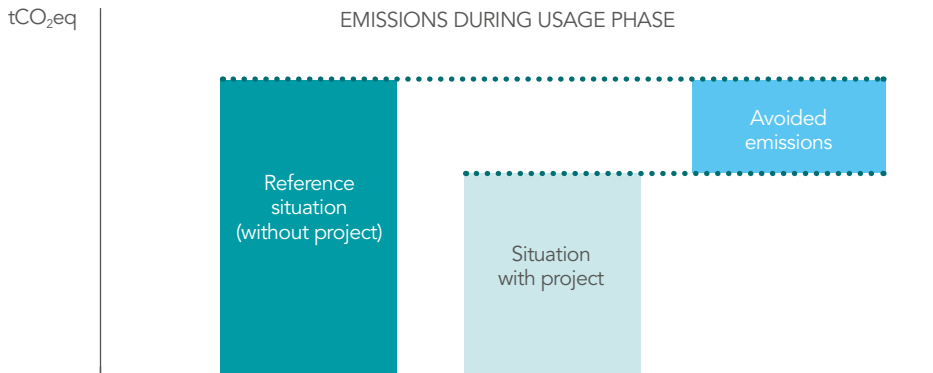 tCO₂eq
EMISSIONS DURING USAGE PHASE
Reference
situation
(without project)
Situation
with project
Avoided
emissions